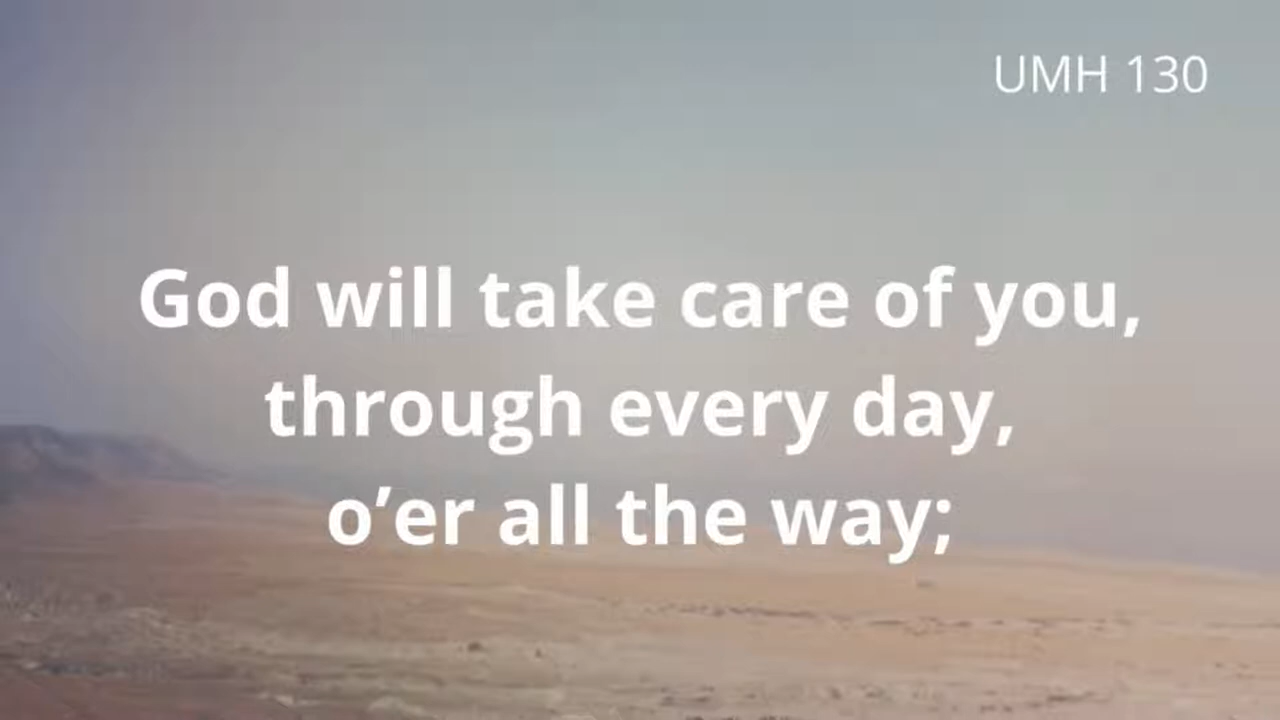 UMH 130
God will take care of you,
through every day,
o’er all the way;